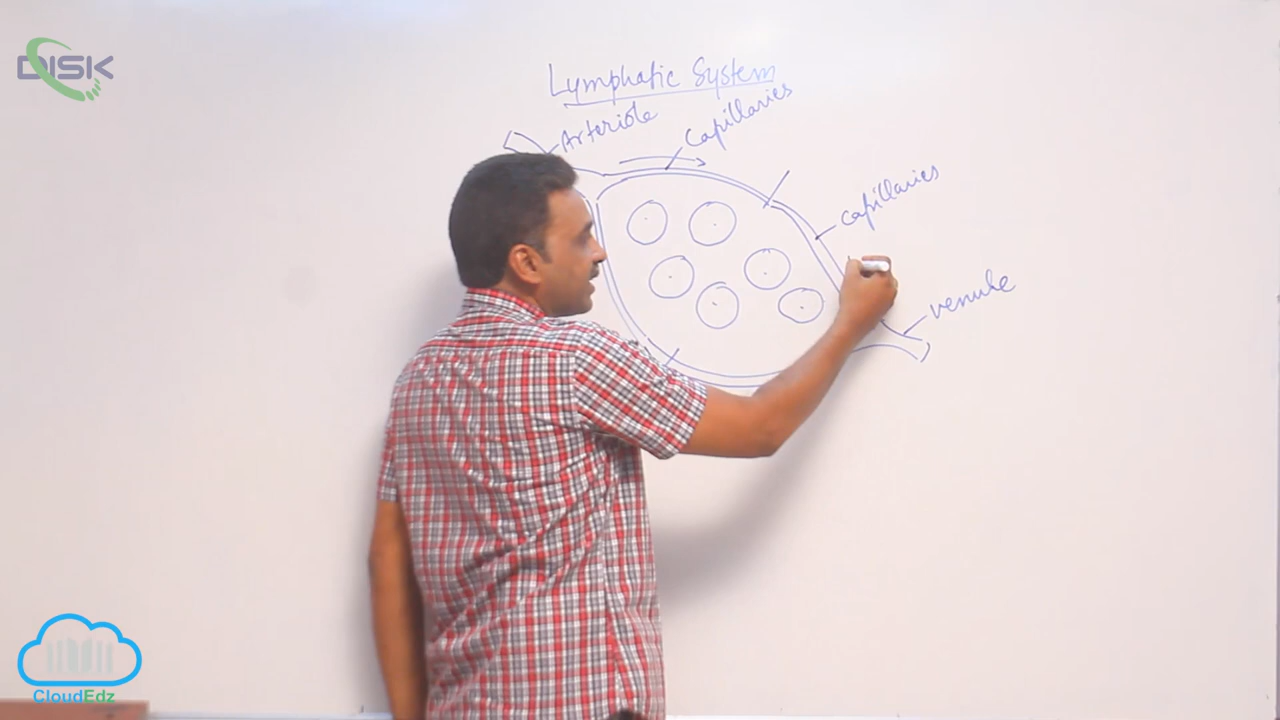 DISK
Lymphatic System
Arteriole
Capillaries
Capillaries
venule
CloudEdz